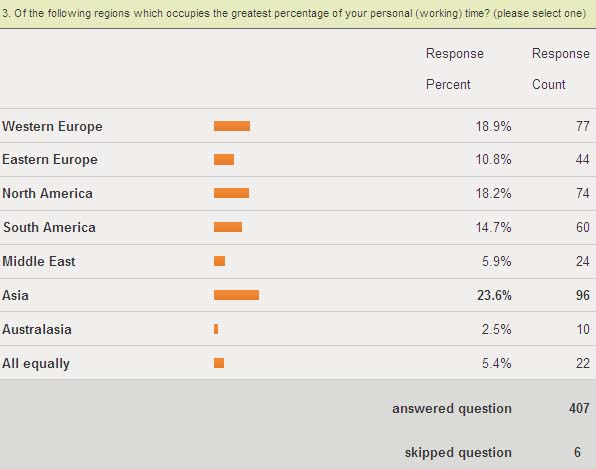 3. Of the following regions which occupies the greatest percentage of your personal (working) time? (please select one)
Response Response
Percent Count
Western Europe 18.9% 77
Eastern Europe 10.8% 44
North America 18.2% 74
South America 14.7% 60
Middle East 5.9% 24
Asia 23.6% 96
Australasia 2.5% 10
All equally 5.4% 22
answered question 407
skipped question 6